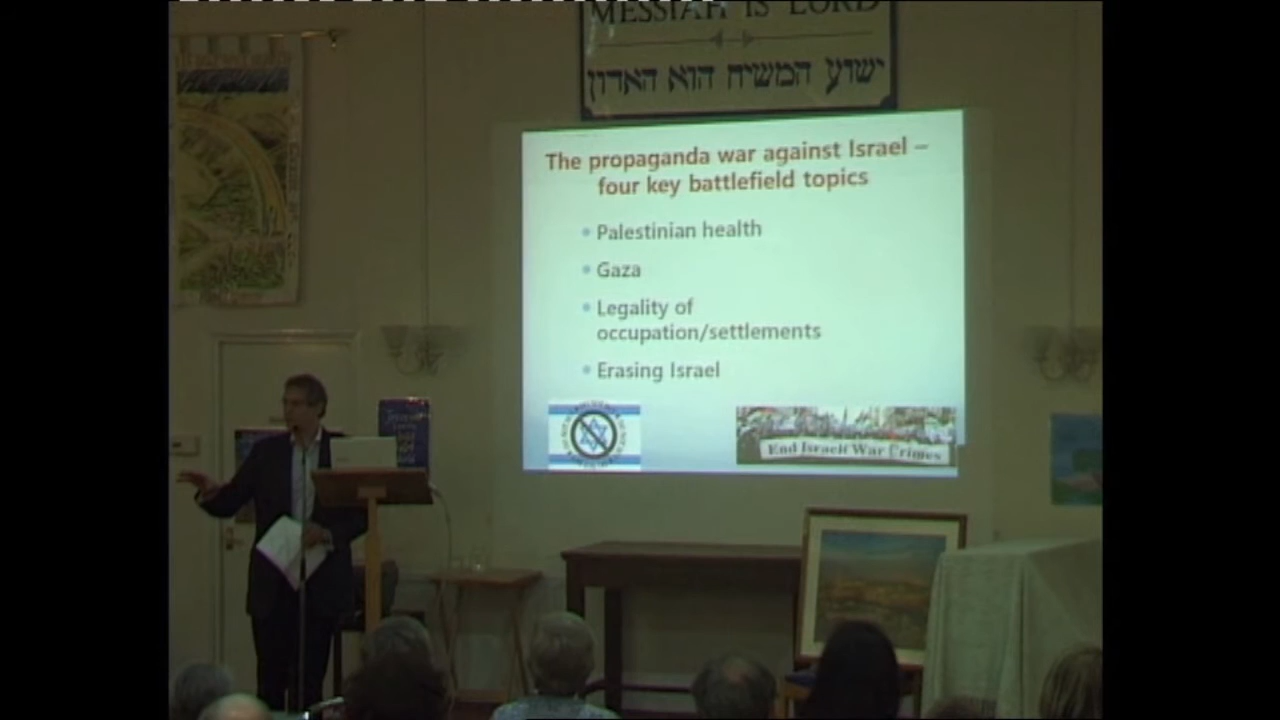 MESSIAH IS LORD
ישוע המשיח הוא האדון
The propaganda war against Israel –
four key battlefield topics
• Palestinian health
• Gaza
• Legality of
occupation/settlements
• Erasing Israel
End Israeli War Crimes